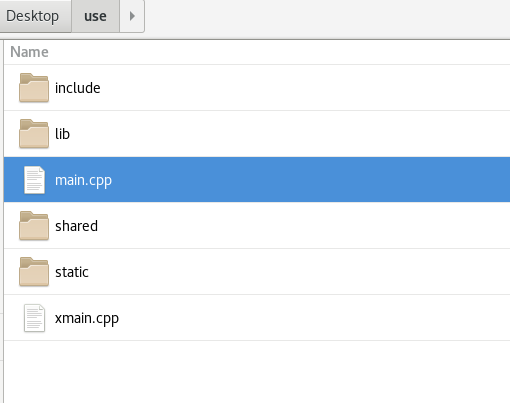 Desktop use
Name
include
lib
main.cpp
shared
static
xmain.cpp